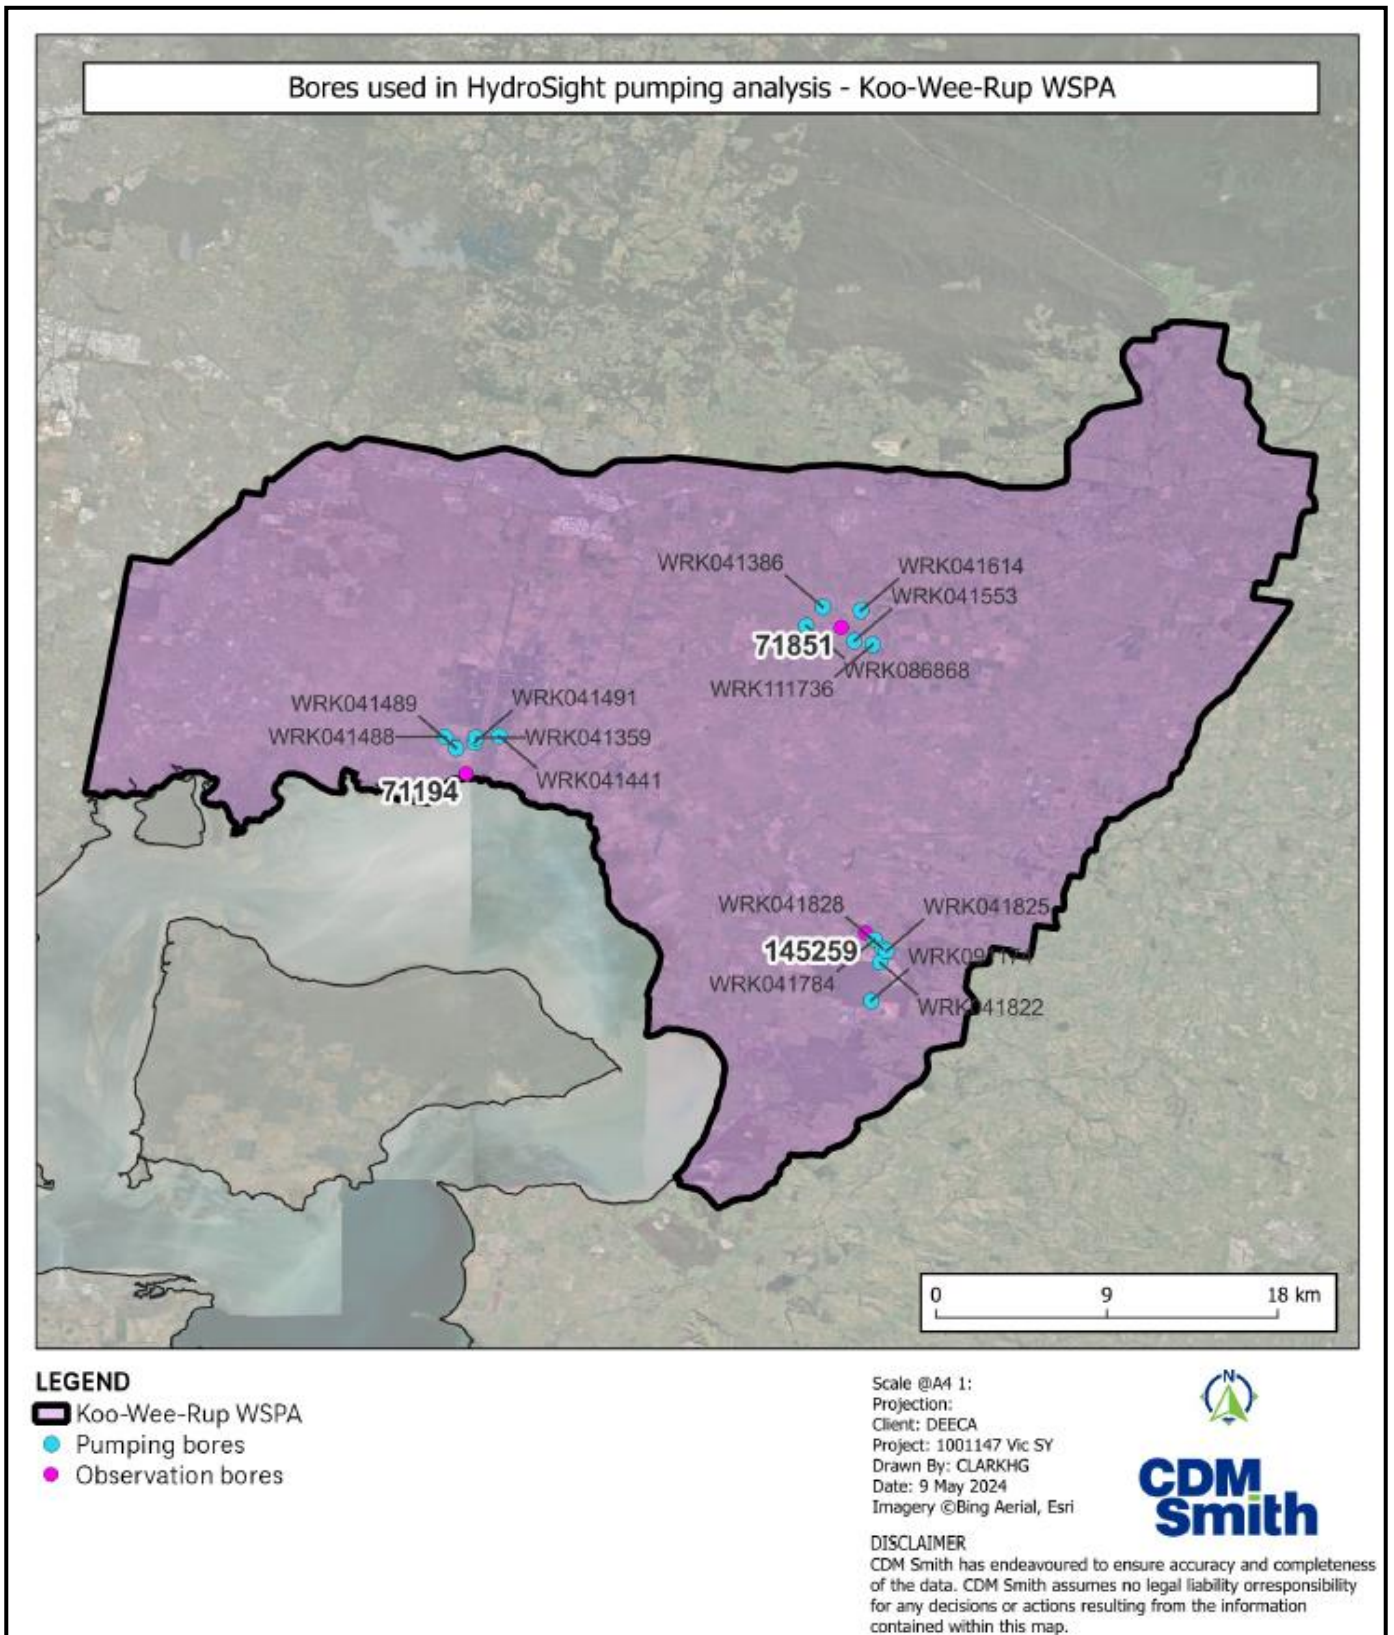 Bores used in HydroSight pumping analysis - Koo-Wee-Rup WSPA
WRK041386
WRK041614
WRK041553
71851
WRK086868
WRK111736
WRK041489
WRK041491
WRK041488
WRK041359
WRK041441
71194
WRK041828
WRK041825
145259
WRK041784
WRK041822
0 9 18 km
LEGEND
Koo-Wee-Rup WSPA
Pumping bores
Observation bores
Scale @A4 1:
Projection:
Client: DEECA
Project: 1001147 Vic SY
Drawn By: CLARKHG
Date: 9 May 2024
Imagery ©Bing Aerial, Esri
N
CDM
Smith
DISCLAIMER
CDM Smith has endeavoured to ensure accuracy and completeness
of the data. CDM Smith assumes no legal liability orresponsibility
for any decisions or actions resulting from the information
contained within this map.